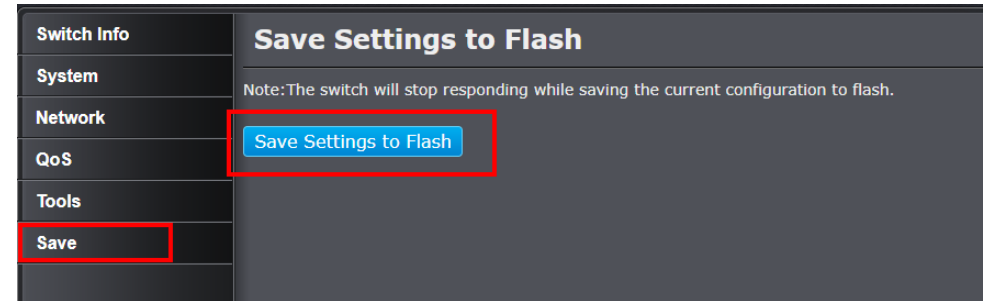 Switch Info
System
Network
QoS
Tools
Save
Save Settings to Flash
Note:The switch will stop responding while saving the current configuration to flash.
Save Settings to Flash